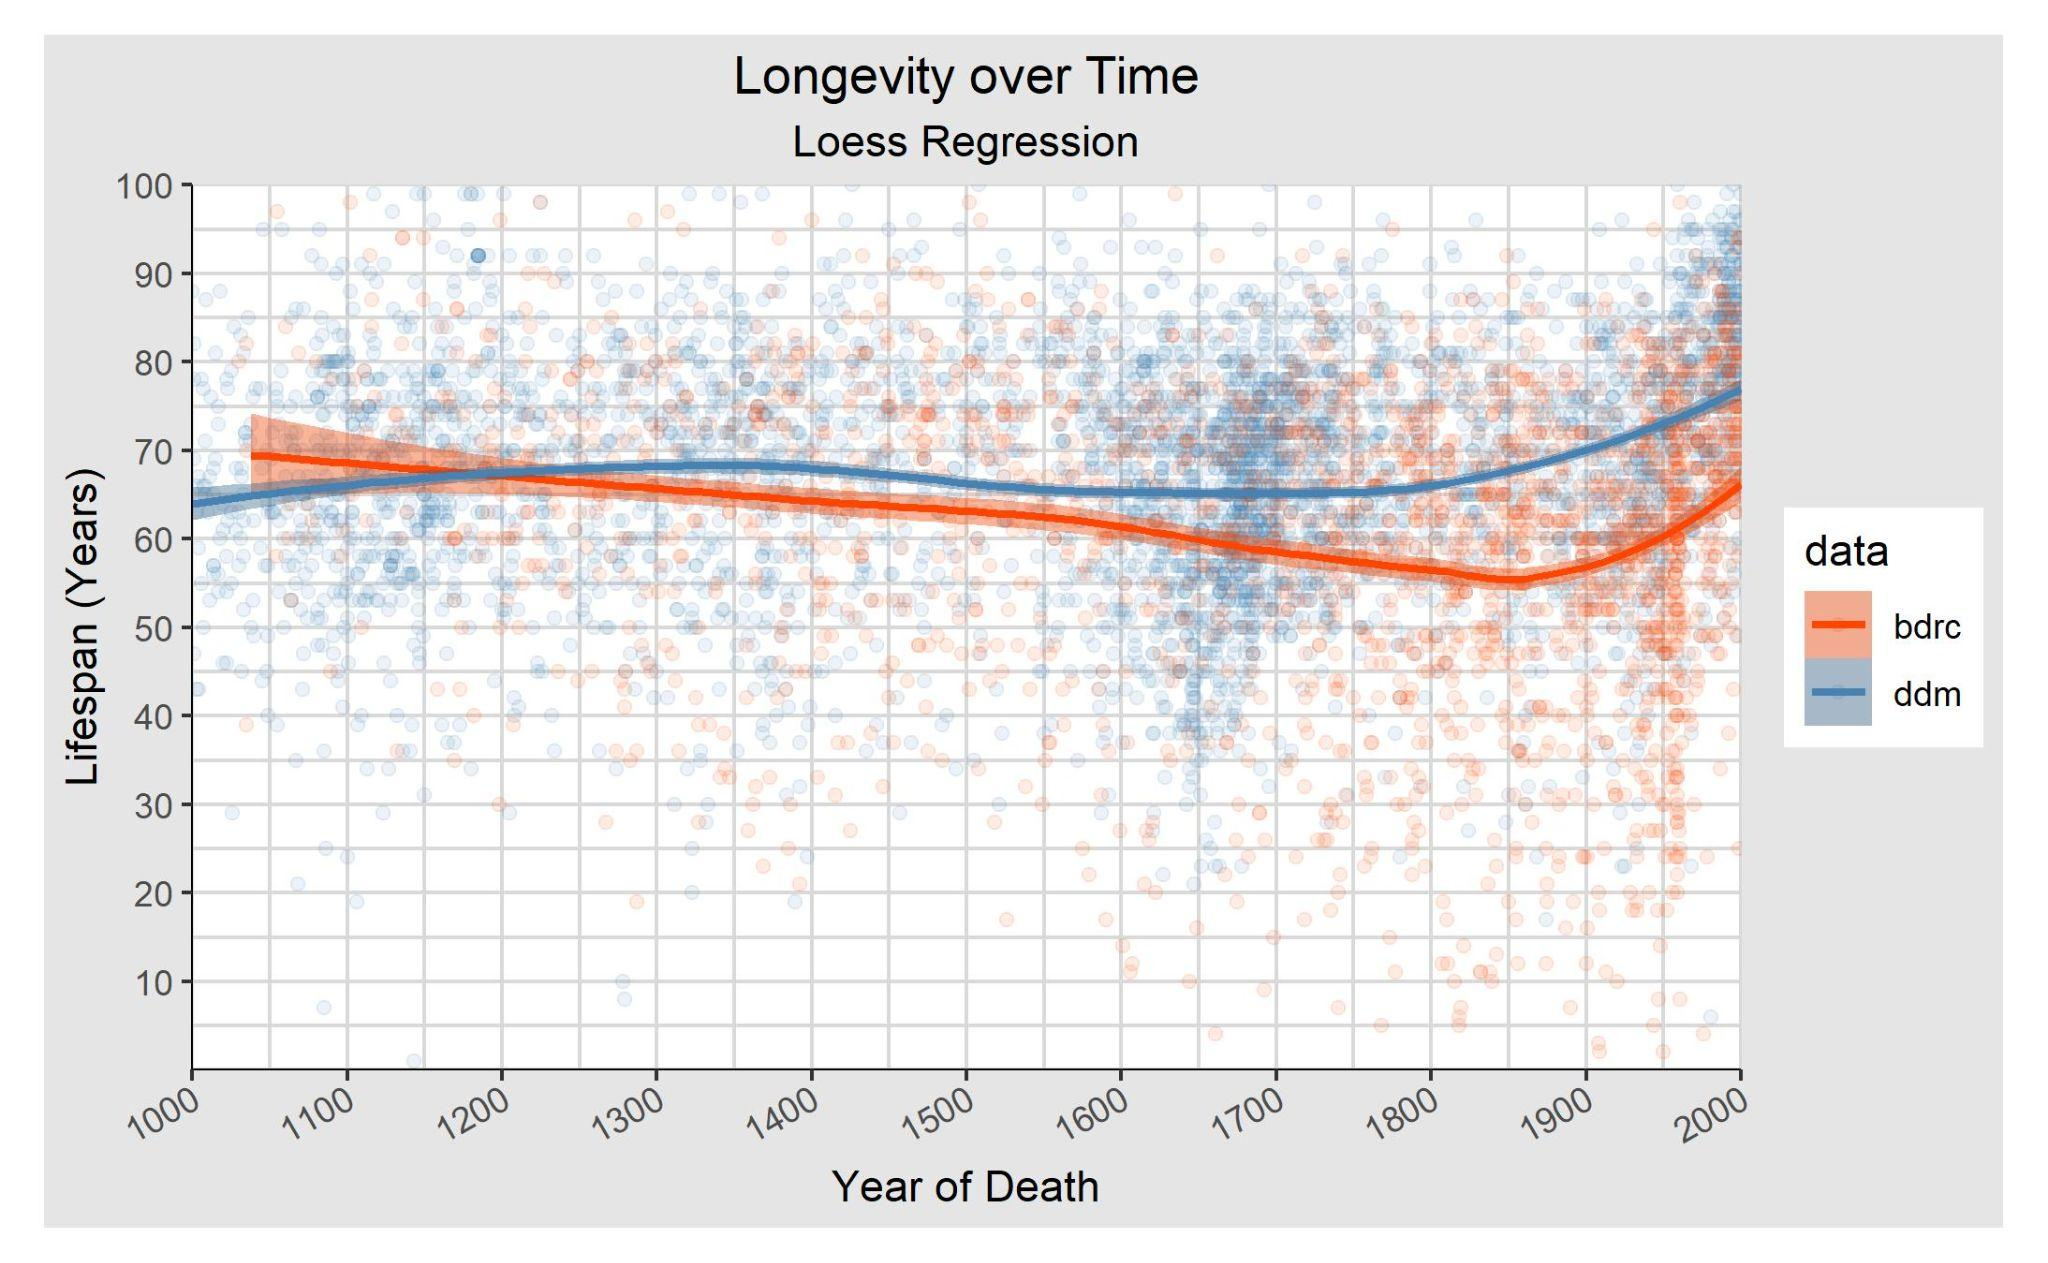 Longevity over Time
Loess Regression
Lifespan (Years)
100
90
80
70
60
50
40
30
20
10
1000 1100 1200 1300 1400 1500 1600 1700 1800 1900 2000
Year of Death
data
bdrc
ddm